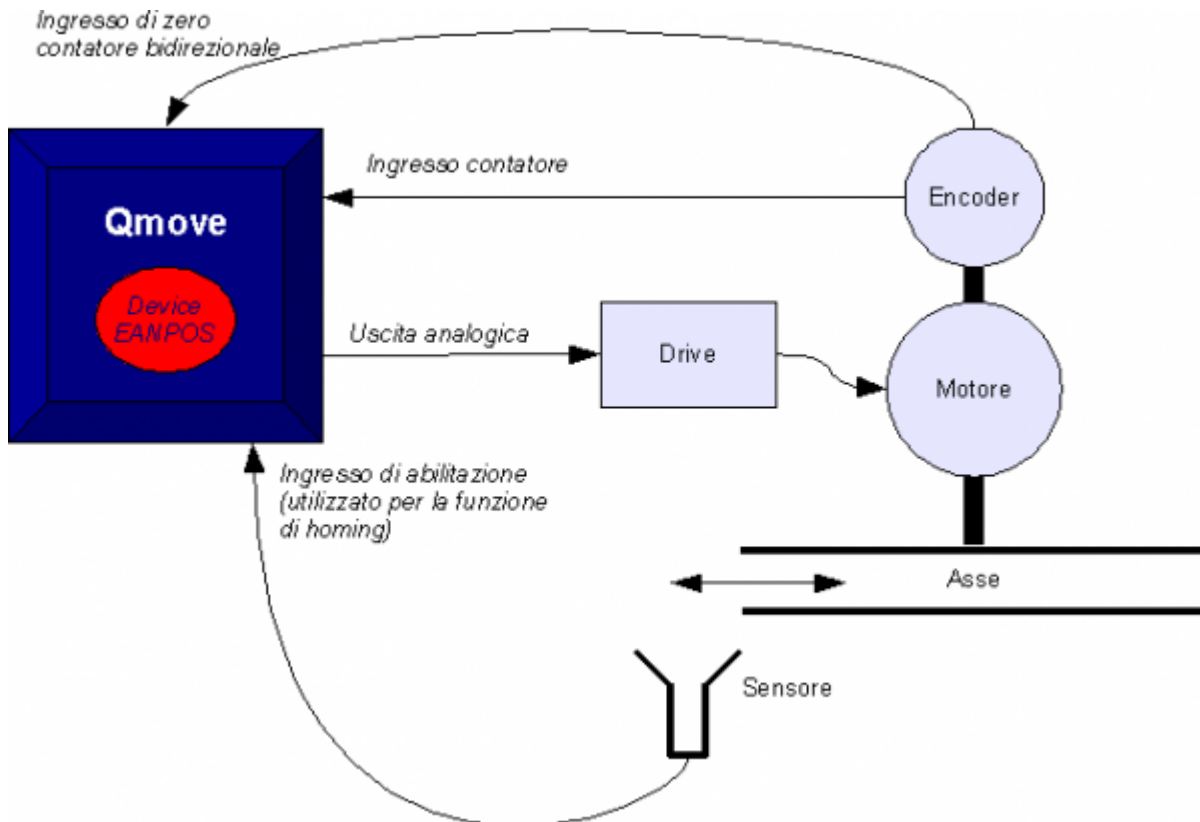 Ingresso di zero
contatore bidirezionale
Ingresso contatore
Encoder
Qmove
Device
EANPOS
Uscita analogica
Drive
Motore
Ingresso di abilitazione
(utilizzato per la funzione
di homing)
Asse
Sensore